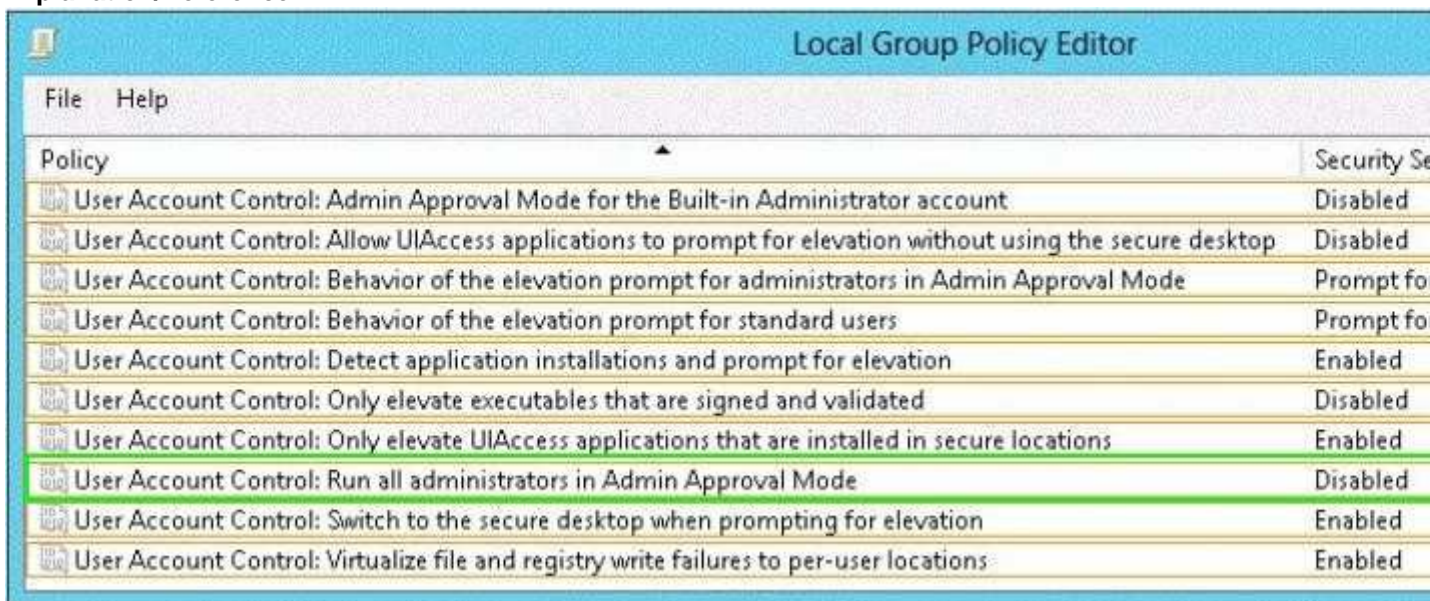 Local Group Policy Editor
File Help
Policy Security Se
User Account Control: Admin Approval Mode for the Built-in Administrator account Disabled
User Account Control: Allow UIAccess applications to prompt for elevation without using the secure desktop Disabled
User Account Control: Behavior of the elevation prompt for administrators in Admin Approval Mode Prompt fo
User Account Control: Behavior of the elevation prompt for standard users Prompt fo
User Account Control: Detect application installations and prompt for elevation Enabled
User Account Control: Only elevate executables that are signed and validated Disabled
User Account Control: Only elevate UIAccess applications that are installed in secure locations Enabled
User Account Control: Run all administrators in Admin Approval Mode Disabled
User Account Control: Switch to the secure desktop when prompting for elevation Enabled
User Account Control: Virtualize file and registry write failures to per-user locations Enabled